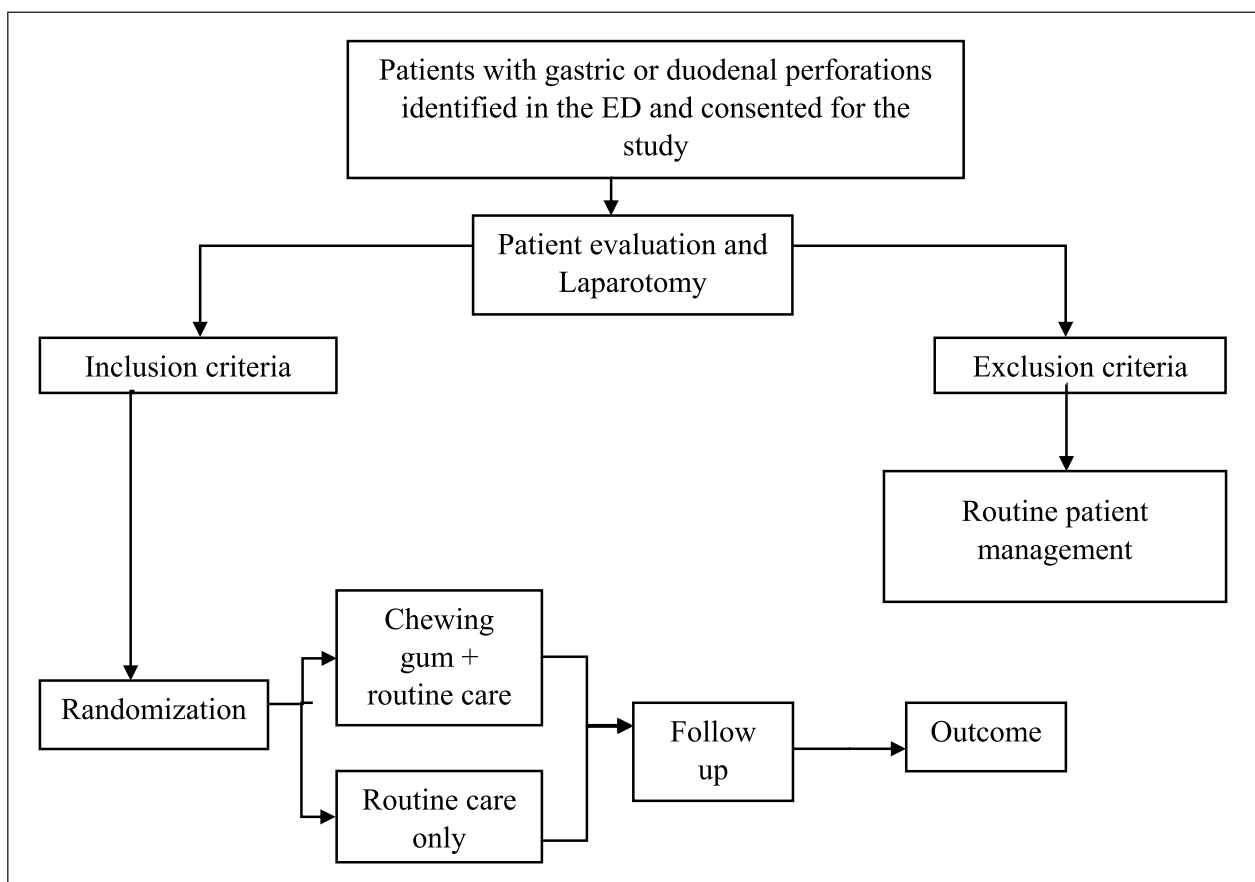 Patients with gastric or duodenal perforations
identified in the ED and consented for the
study
Patient evaluation and
Laparotomy
Inclusion criteria
Exclusion criteria
Routine patient
management
Chewing
gum +
routine care
Randomization
Routine care
only
Follow
up
Outcome